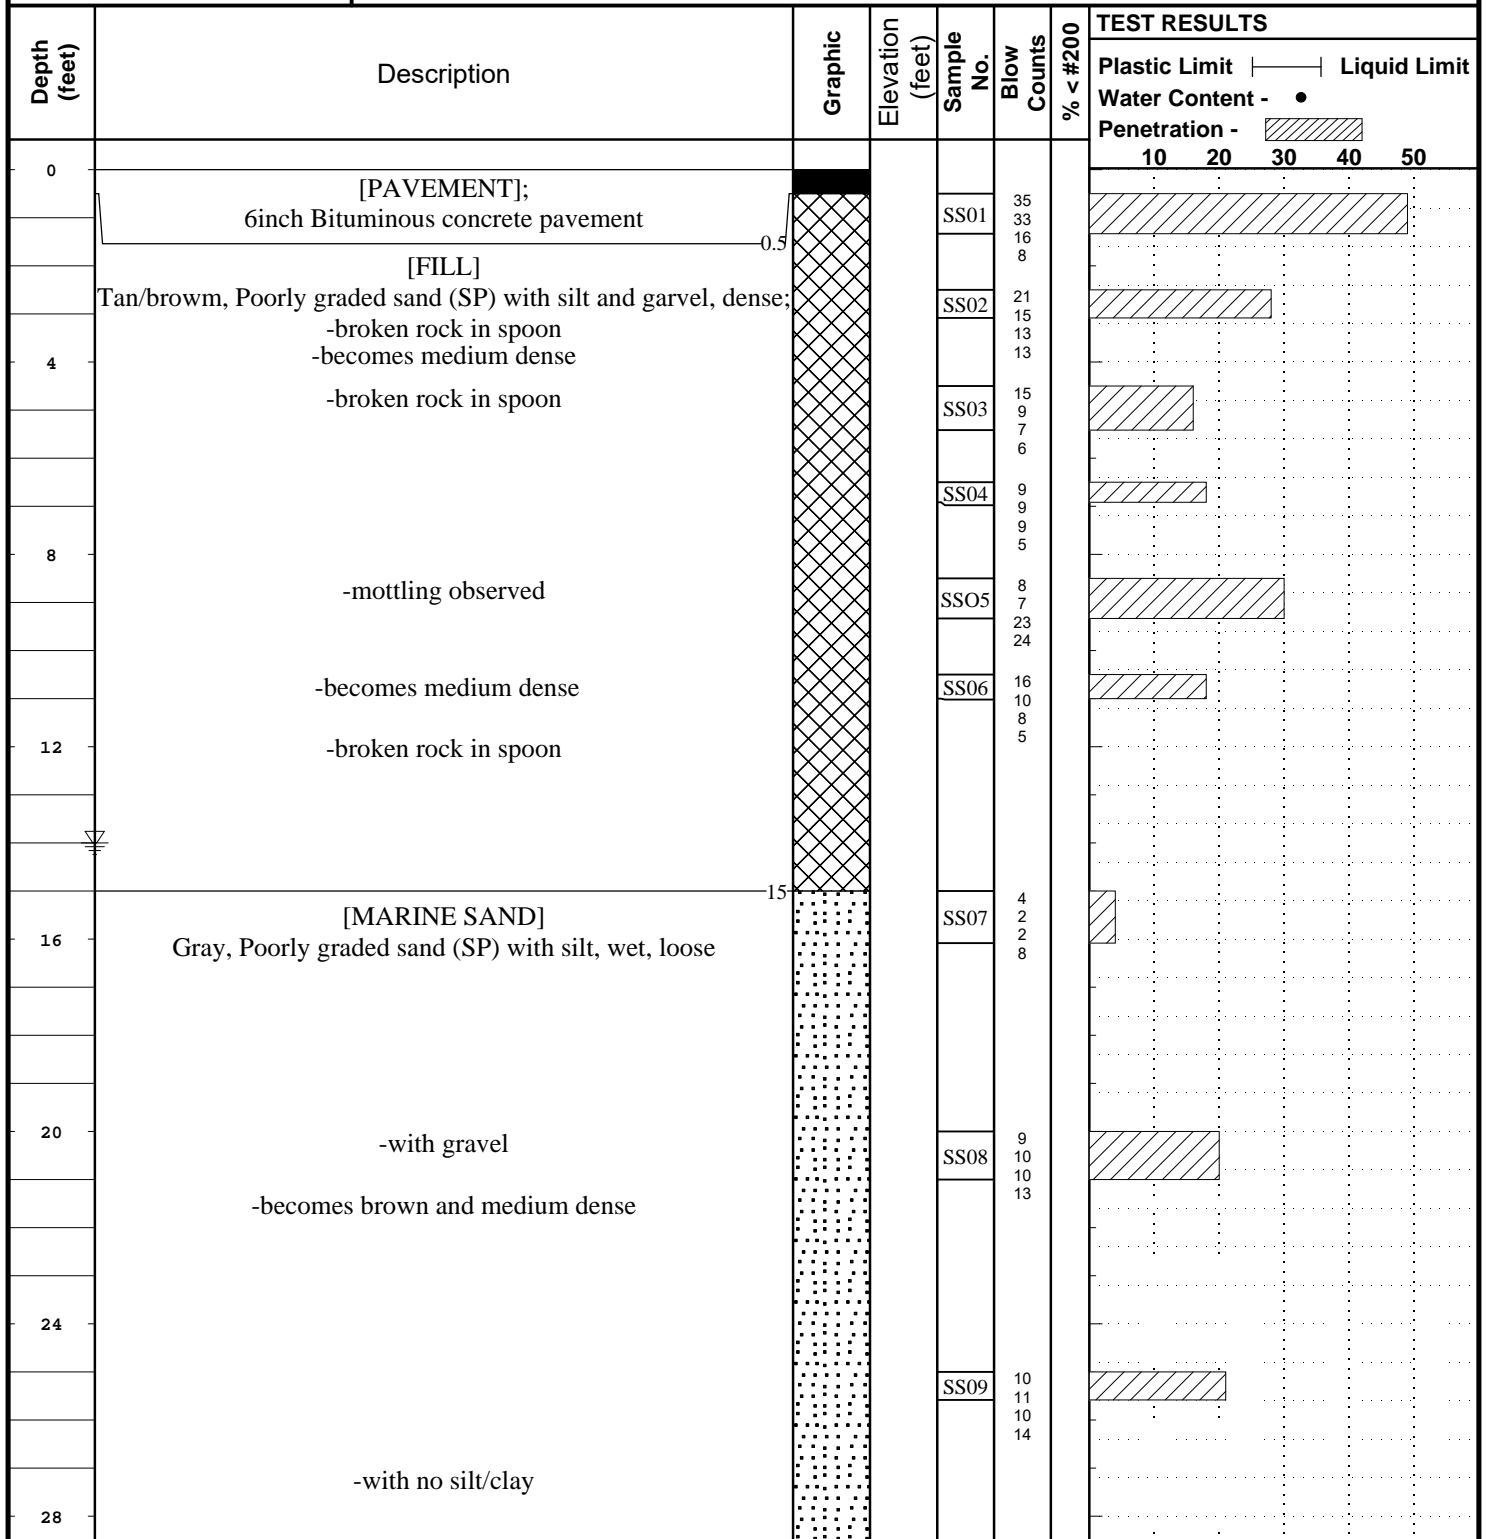 TEST RESULTS
Depth (feet)
Description
Graphic
Elevation (feet)
Sample No.
Blow Counts
% < #200
Plastic Limit Liquid Limit
Water Content -
Penetration -
10 20 30 40 50
0
[PAVEMENT];
6inch Bituminous concrete pavement
0.5
SS01
35
33
16
8
[FILL]
Tan/browm, Poorly graded sand (SP) with silt and garvel, dense;
-broken rock in spoon
-becomes medium dense
SS02
21
15
13
13
4
-broken rock in spoon
SS03
15
9
7
6
SS04
9
9
9
5
8
-mottling observed
SSO5
8
7
23
24
-becomes medium dense
SS06
16
10
8
5
12
-broken rock in spoon
15
[MARINE SAND]
Gray, Poorly graded sand (SP) with silt, wet, loose
SS07
4
2
2
8
16
20
-with gravel
SS08
9
10
10
13
-becomes brown and medium dense
24
SS09
10
11
10
14
-with no silt/clay
28